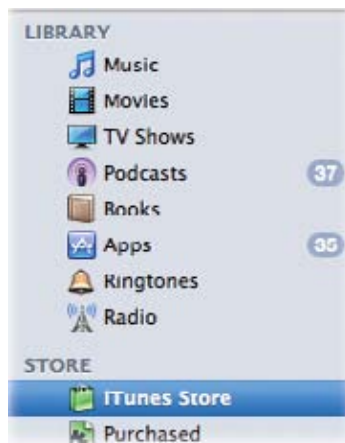 LIBRARY
Music
Movies
TV Shows
Podcasts 37
Books
Apps 35
Ringtones
Radio
STORE
iTunes Store
Purchased